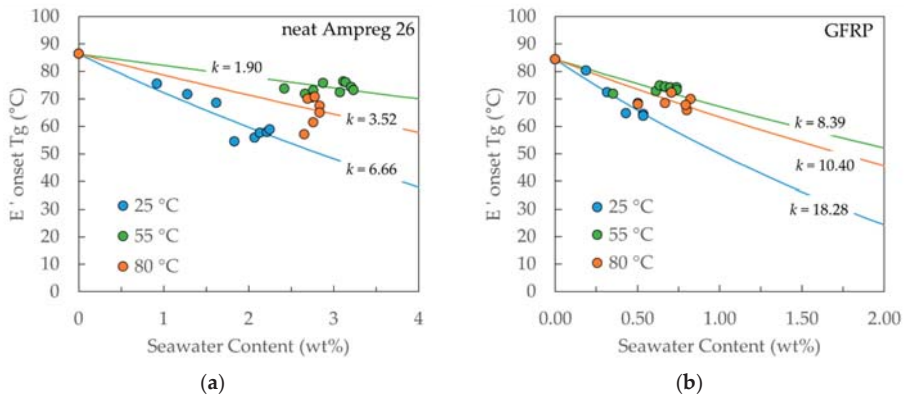 neat Ampreg 26
100
90
80
70
60
50
40
30
20
10
0
E ' onset Tg (°C)
k = 1.90
k = 3.52
k = 6.66
25 °C
55 °C
80 °C
0
1
2
3
4
Seawater Content (wt%)
(a)
GFRP
100
90
80
70
60
50
40
30
20
10
0
E ' onset Tg (°C)
k = 8.39
k = 10.40
k = 18.28
25 °C
55 °C
80 °C
0.00
0.50
1.00
1.50
2.00
Seawater Content (wt%)
(b)